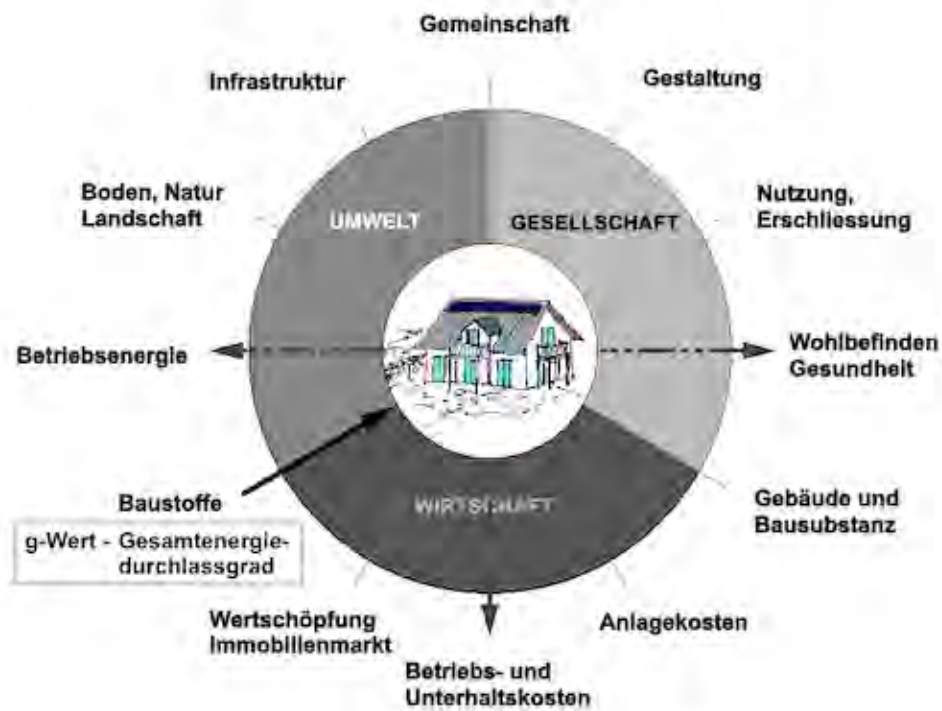 Gemeinschaft
Infrastruktur
Gestaltung
Boden, Natur
Landschaft
Nutzung,
Erschliessung
UMWELT
GESELLSCHAFT
Betriebsenergie
Wohlbefinden
Gesundheit
Baustoffe
g-Wert - Gesamtenergie-
durchlassgrad
WIRTSCHAFT
Gebäude und
Bausubstanz
Wertschöpfung
Immobilienmarkt
Anlagekosten
Betriebs- und
Unterhaltskosten